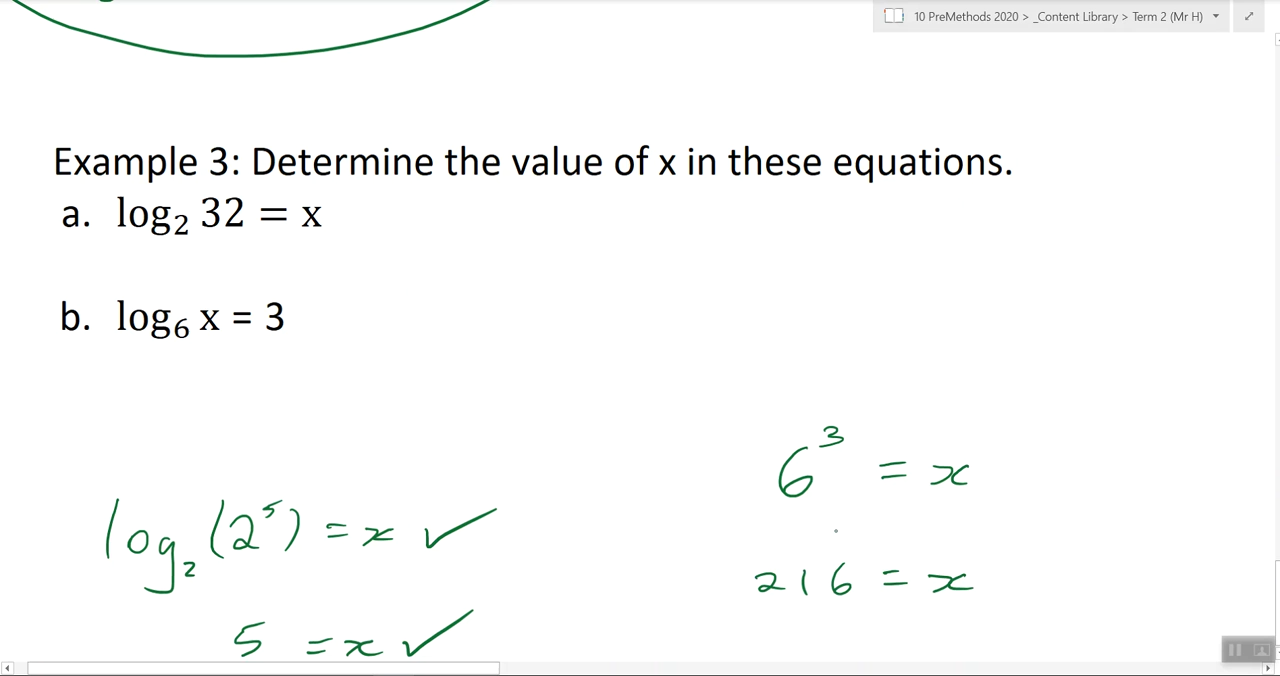 10 PreMethods 2020 > _Content Library > Term 2 (Mr H)
Example 3: Determine the value of x in these equations.
a. log₂ 32 = x
b. log₆ x = 3
6³ = x
log₂ (2⁵) = x ✓
216 = x
5 = x ✓